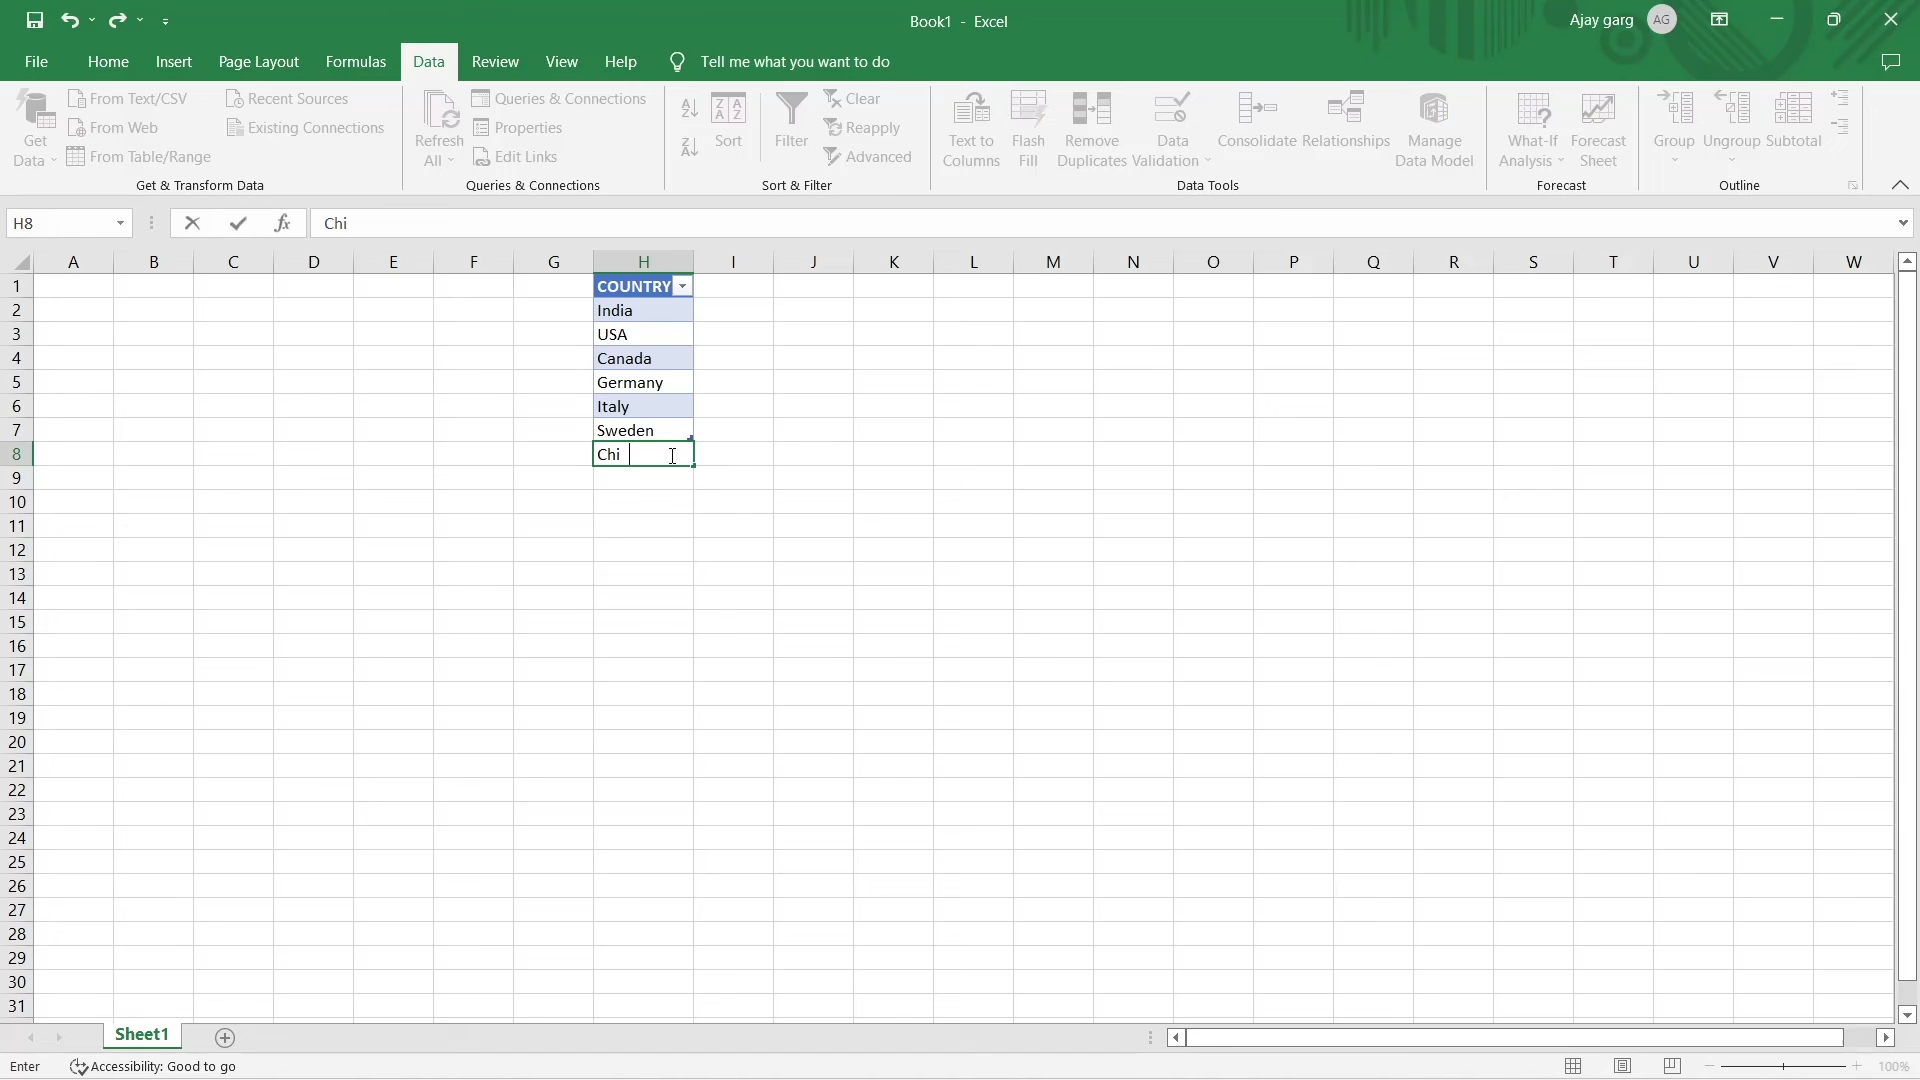 Book1 - Excel
Ajay garg AG
File Home Insert Page Layout Formulas Data Review View Help Tell me what you want to do
Get Data
From Text/CSV
From Web
From Table/Range
Recent Sources
Existing Connections
Get & Transform Data
Refresh All
Queries & Connections
Properties
Edit Links
Queries & Connections
Sort
Filter
Clear
Reapply
Advanced
Sort & Filter
Text to Columns
Flash Fill
Remove Duplicates
Data Validation
Consolidate
Relationships
Manage Data Model
Data Tools
What-If Analysis
Forecast Sheet
Forecast
Group
Ungroup
Subtotal
Outline
H8 fx Chi
A B C D E F G H I J K L M N O P Q R S T U V W
1 COUNTRY
2 India
3 USA
4 Canada
5 Germany
6 Italy
7 Sweden
8 Chi
9
10
11
12
13
14
15
16
17
18
19
20
21
22
23
24
25
26
27
28
29
30
31
Sheet1
Enter Accessibility: Good to go 100%